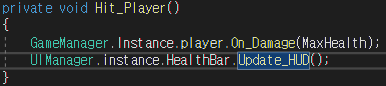 private void Hit_Player()
{
GameManager.Instance.player.On_Damage(MaxHealth);
UIManager.instance.HealthBar.Update_HUD();
}